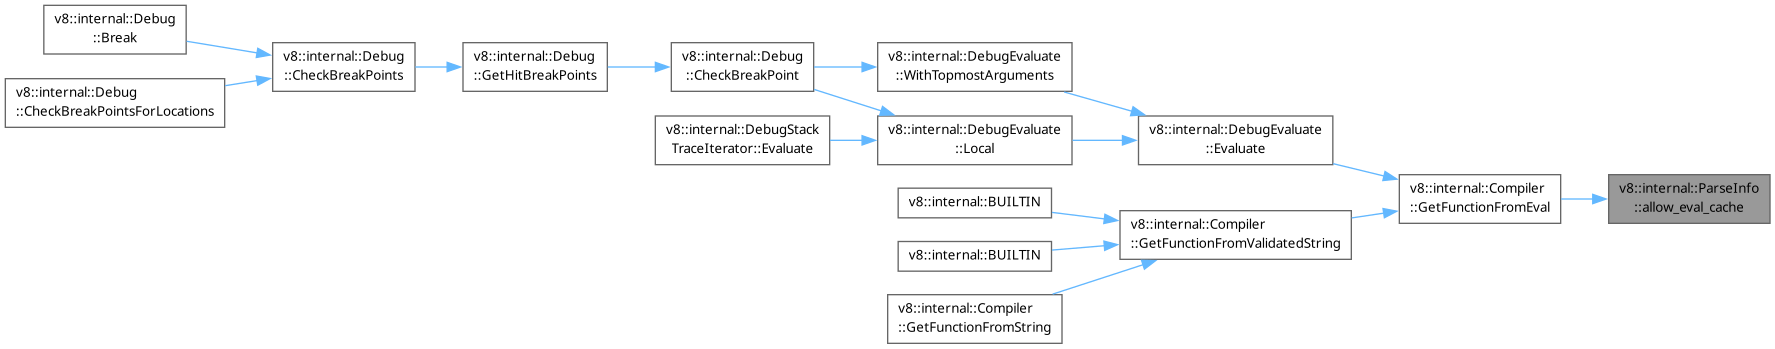 v8::internal::Debug
::Break
v8::internal::Debug
::CheckBreakPointsForLocations
v8::internal::Debug
::CheckBreakPoints
v8::internal::Debug
::GetHitBreakPoints
v8::internal::Debug
::CheckBreakPoint
v8::internal::DebugStack
TraceIterator::Evaluate
v8::internal::DebugEvaluate
::WithTopmostArguments
v8::internal::DebugEvaluate
::Local
v8::internal::BUILTIN
v8::internal::BUILTIN
v8::internal::Compiler
::GetFunctionFromString
v8::internal::DebugEvaluate
::Evaluate
v8::internal::Compiler
::GetFunctionFromValidatedString
v8::internal::Compiler
::GetFunctionFromEval
v8::internal::ParseInfo
::allow_eval_cache